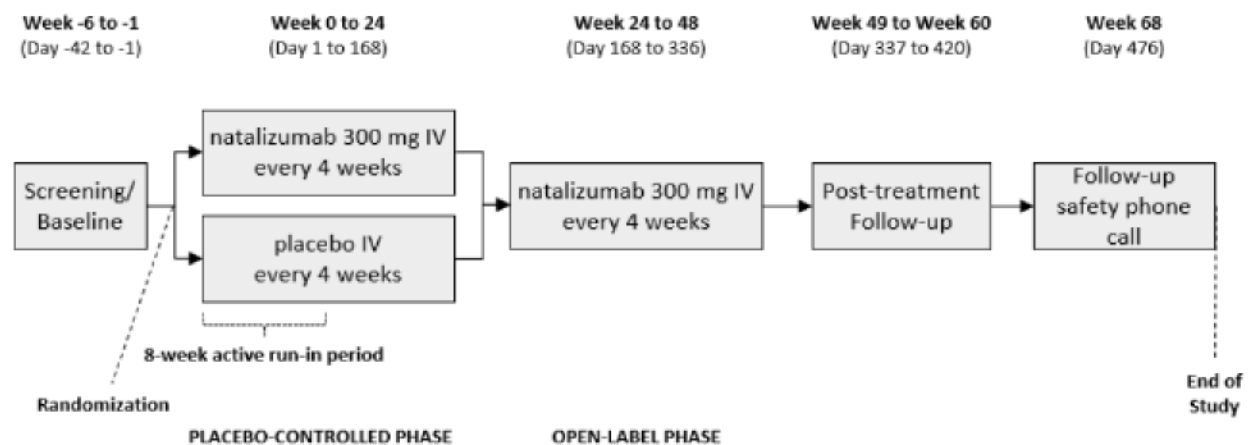 Week -6 to -1
(Day -42 to -1)
Week 0 to 24
(Day 1 to 168)
Week 24 to 48
(Day 168 to 336)
Week 49 to Week 60
(Day 337 to 420)
Week 68
(Day 476)
Screening/
Baseline
natalizumab 300 mg IV
every 4 weeks
placebo IV
every 4 weeks
natalizumab 300 mg IV
every 4 weeks
Post-treatment
Follow-up
Follow-up
safety phone
call
8-week active run-in period
Randomization
End of
Study
PLACEBO-CONTROLLED PHASE
OPEN-LABEL PHASE